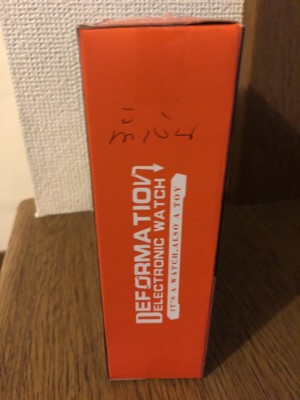 DEFORMATION
ELECTRONIC WATCH
IT'S A WATCH,ALSO A TOY